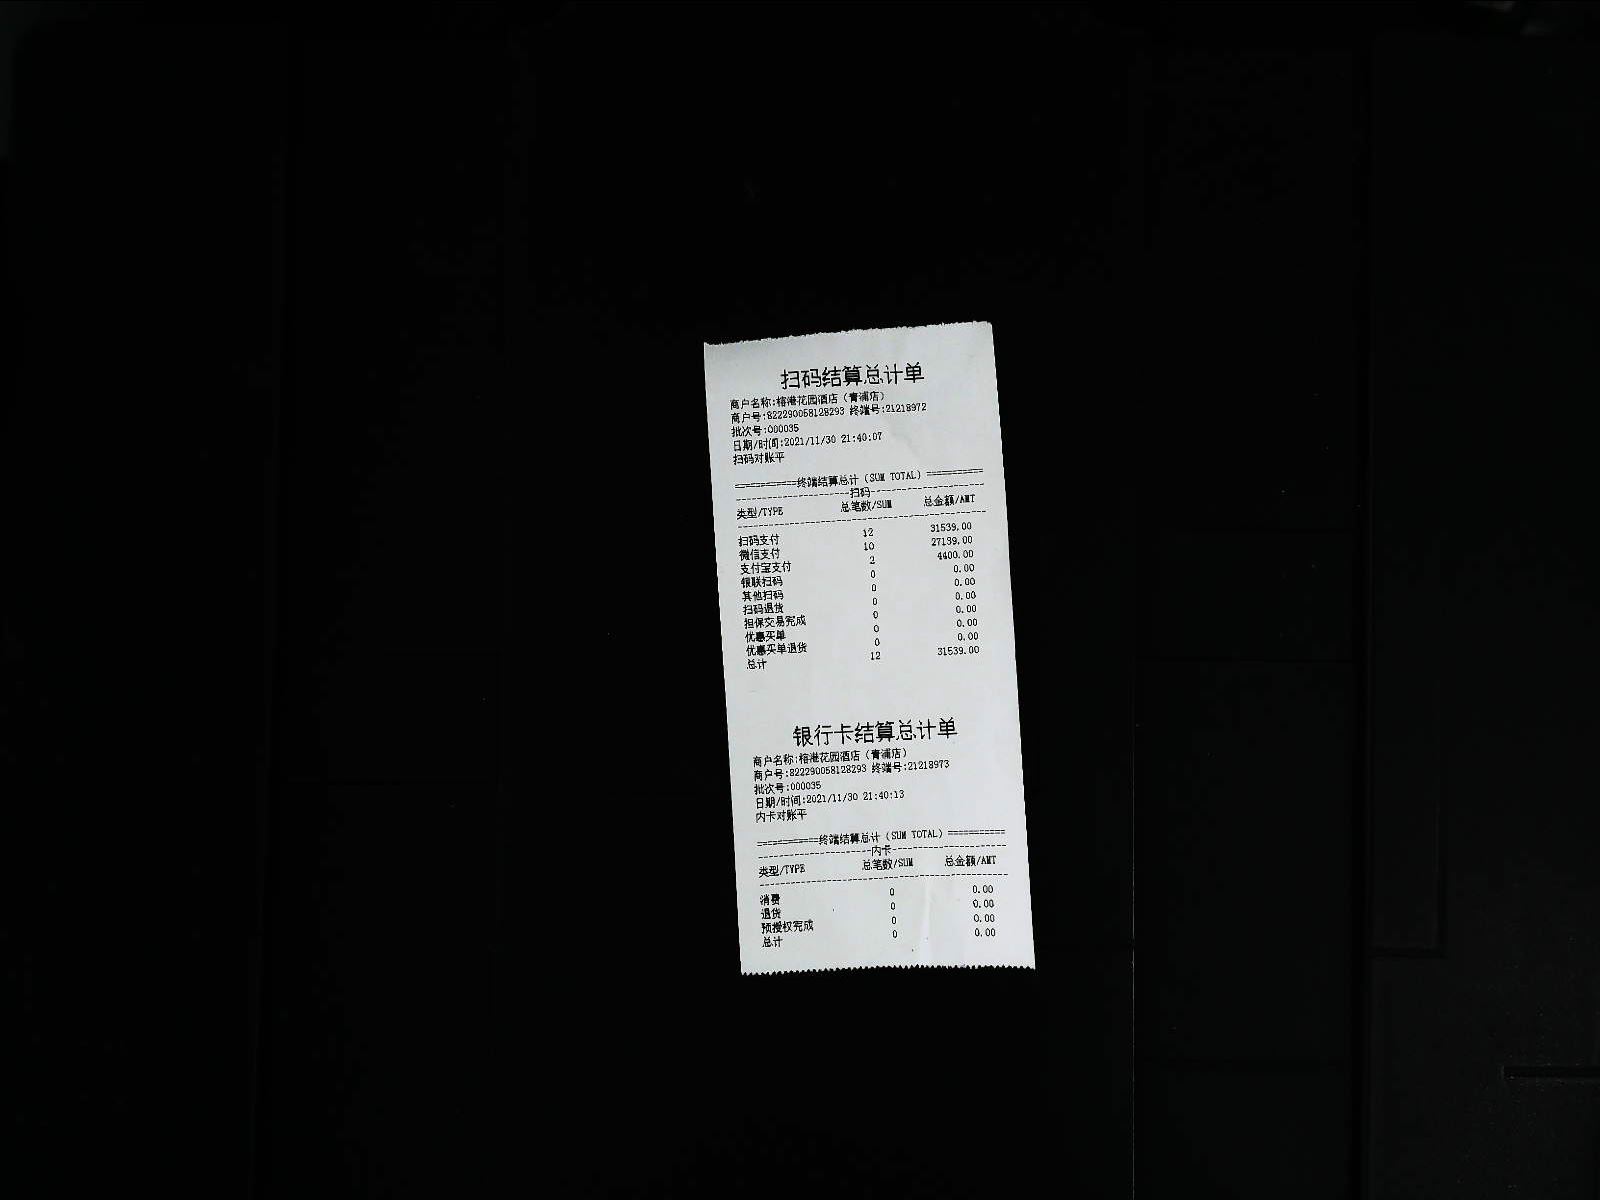 扫码结算总计单
商户名称:榕港花园酒店（青浦店）
商户号:822290058128293 终端号:21218972
批次号:000035
日期/时间:2021/11/30 21:40:07
扫码对账平
============终端结算总计（SUM TOTAL）===========
----------------------扫码----------------------
类型/TYPE 总笔数/SUM 总金额/AMT
------------------------------------------------
扫码支付 12 31539.00
微信支付 10 27139.00
支付宝支付 2 4400.00
银联扫码 0 0.00
其他扫码 0 0.00
扫码退货 0 0.00
担保交易完成 0 0.00
优惠买单 0 0.00
优惠买单退货 0 0.00
总计 12 31539.00
银行卡结算总计单
商户名称:榕港花园酒店（青浦店）
商户号:822290058128293 终端号:21218973
批次号:000035
日期/时间:2021/11/30 21:40:13
内卡对账平
============终端结算总计（SUM TOTAL）===========
----------------------内卡----------------------
类型/TYPE 总笔数/SUM 总金额/AMT
------------------------------------------------
消费 0 0.00
退货 0 0.00
预授权完成 0 0.00
总计 0 0.00